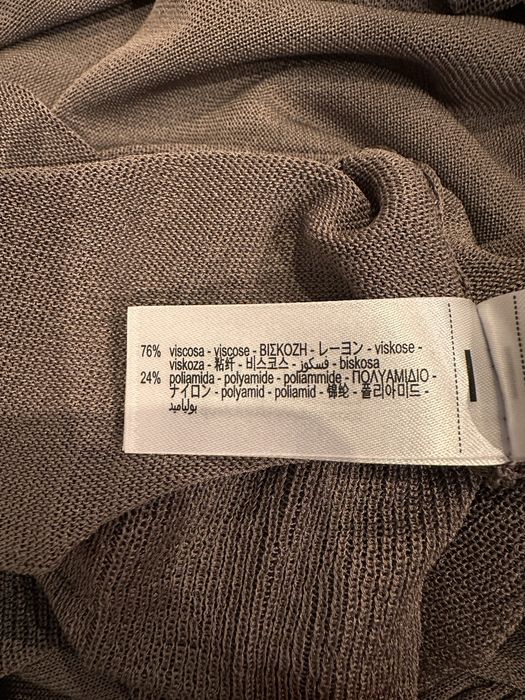 76% viscosa - viscose - ΒΙΣΚΟΖΗ - レーヨン - viskose -
viskoza - 粘纤 - 비스코스 - فسكوز - biskosa
24% poliamida - polyamide - poliammide - ΠΟΛΥΑΜΙΔΙΟ -
ナイロン - polyamid - poliamid - 锦纶 - 폴리아미드 -
بولياميد